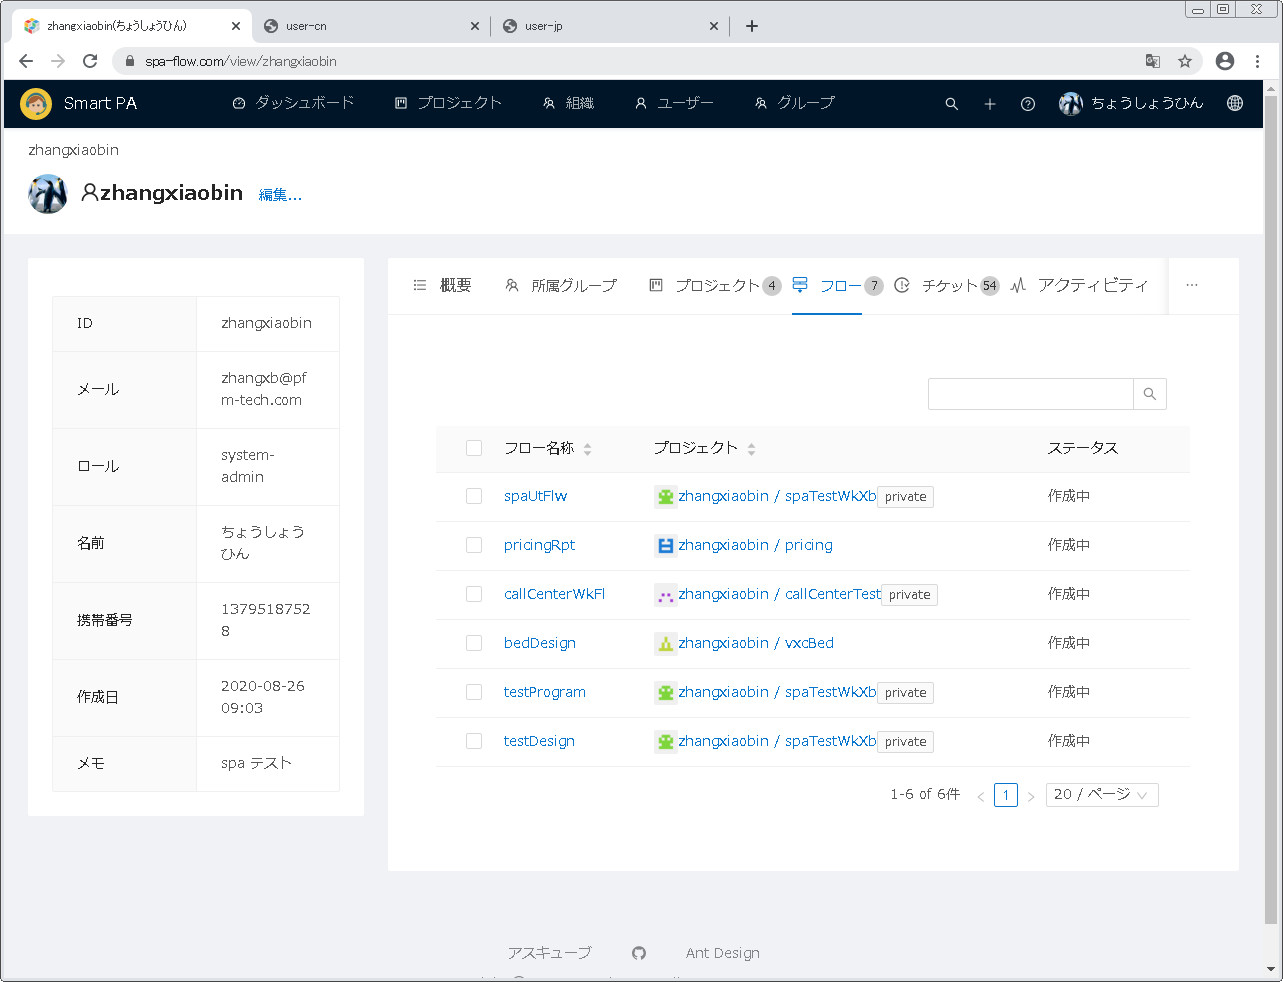 zhangxiaobin(ちょうしょうひん)
user-cn
user-jp
spa-flow.com/view/zhangxiaobin
Smart PA
ダッシュボード
プロジェクト
組織
ユーザー
グループ
ちょうしょうひん
zhangxiaobin
zhangxiaobin 編集...
ID zhangxiaobin
メール zhangxb@pf
m-tech.com
ロール system-
admin
名前 ちょうしょう
ひん
携帯番号 1379518752
8
作成日 2020-08-26
09:03
メモ spa テスト
概要
所属グループ
プロジェクト 4
フロー 7
チケット 54
アクティビティ
...
フロー名称 プロジェクト ステータス
spaUtFlw zhangxiaobin / spaTestWkXb private 作成中
pricingRpt zhangxiaobin / pricing 作成中
callCenterWkFl zhangxiaobin / callCenterTest private 作成中
bedDesign zhangxiaobin / vxcBed 作成中
testProgram zhangxiaobin / spaTestWkXb private 作成中
testDesign zhangxiaobin / spaTestWkXb private 作成中
1-6 of 6件 < 1 > 20 / ページ
アスキューブ Ant Design